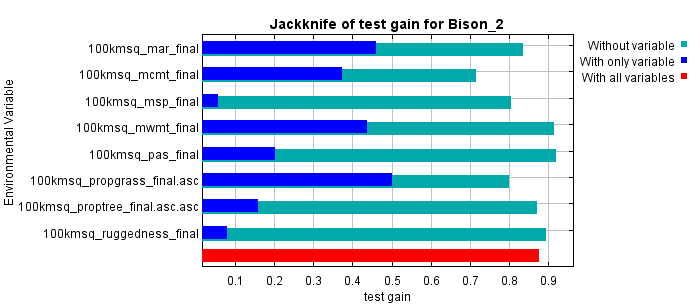 Jackknife of test gain for Bison_2
Environmental Variable
100kmsq_mar_final
100kmsq_mcmt_final
100kmsq_msp_final
100kmsq_mwmt_final
100kmsq_pas_final
100kmsq_propgrass_final.asc
100kmsq_proptree_final.asc.asc
100kmsq_ruggedness_final
0.1 0.2 0.3 0.4 0.5 0.6 0.7 0.8 0.9
test gain
Without variable
With only variable
With all variables